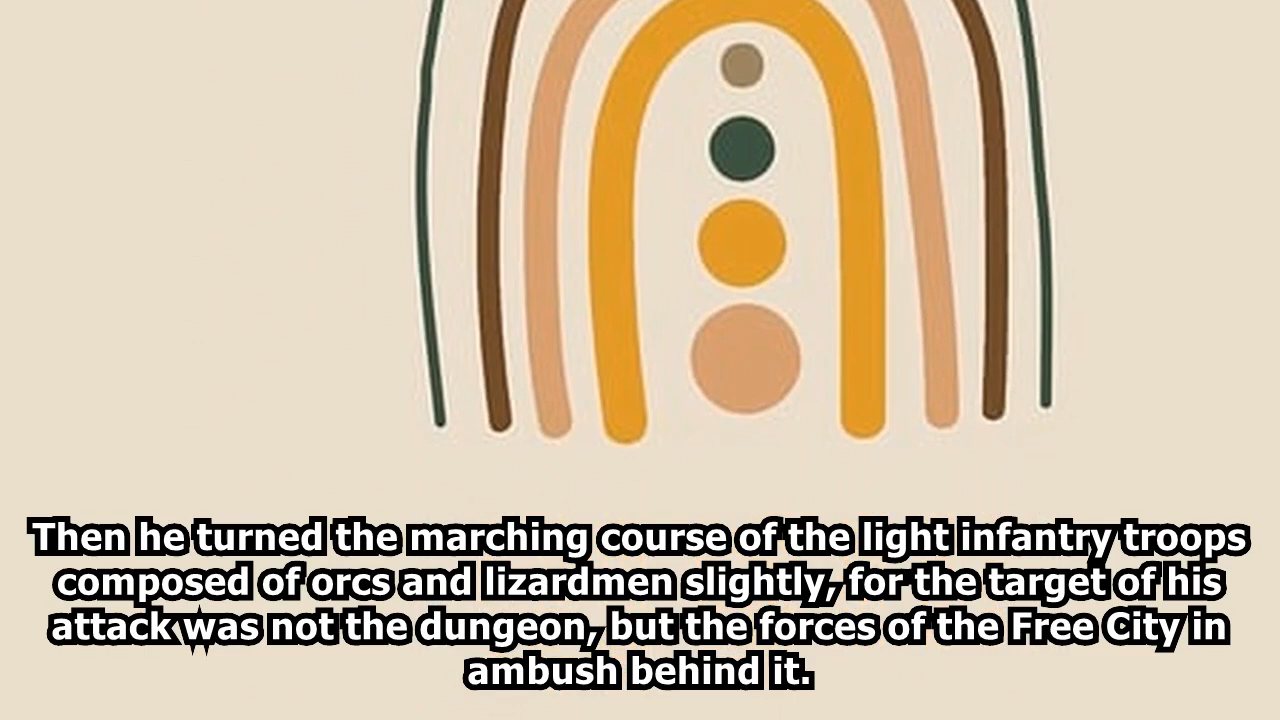 Then he turned the marching course of the light infantry troops
composed of orcs and lizardmen slightly, for the target of his
attack was not the dungeon, but the forces of the Free City in
ambush behind it.